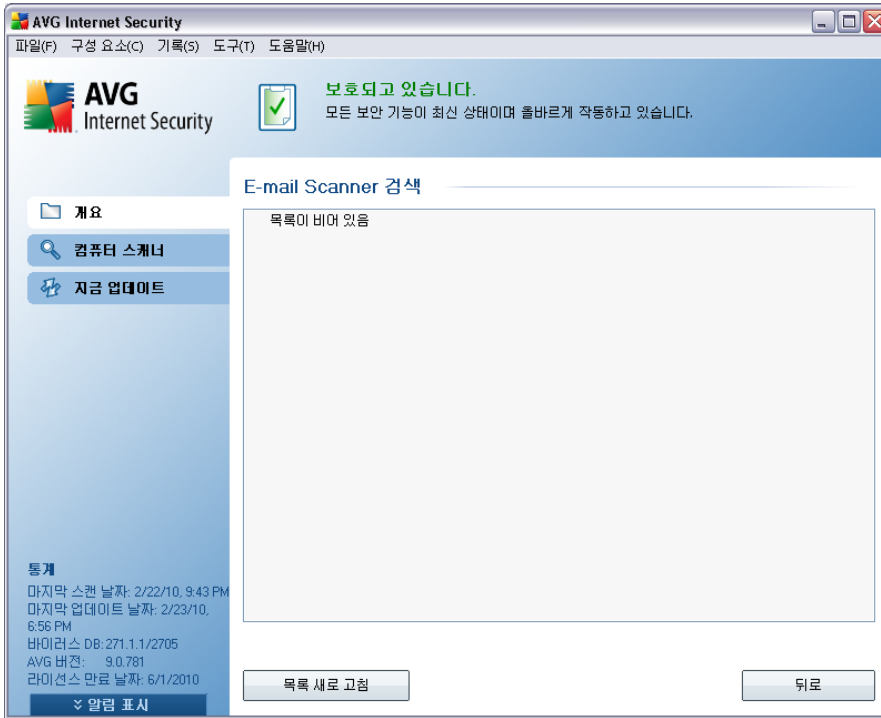 AVG Internet Security
파일(F) 구성 요소(C) 기록(S) 도구(T) 도움말(H)
AVG
Internet Security
보호되고 있습니다.
모든 보안 기능이 최신 상태이며 올바르게 작동하고 있습니다.
개요
컴퓨터 스캐너
지금 업데이트
E-mail Scanner 검색
목록이 비어 있음
통계
마지막 스캔 날짜: 2/22/10, 9:43 PM
마지막 업데이트 날짜: 2/23/10,
6:56 PM
바이러스 DB: 271.1.1/2705
AVG 버전: 9.0.781
라이선스 만료 날짜: 6/1/2010
알림 표시
목록 새로 고침
뒤로